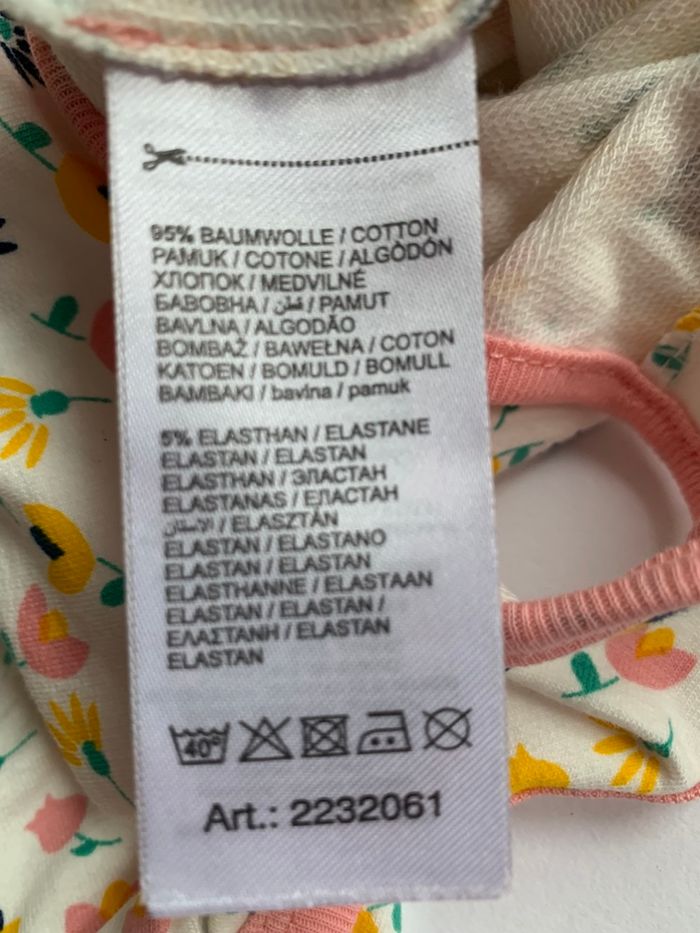 95% BAUMWOLLE / COTTON
PAMUK / COTONE / ALGODÓN
ХЛОПОК / MEDVILNĖ
БАВОВНА / قطن / PAMUT
BAVLNA / ALGODÃO
BOMBAŽ / BAWEŁNA / COTON
KATOEN / BOMULD / BOMULL
BAMBAKI / bavlna / pamuk
5% ELASTHAN / ELASTANE
ELASTAN / ELASTAN
ELASTHAN / ЭЛАСТАН
ELASTANAS / ЕЛАСТАН
الاستان / ELASZTÁN
ELASTAN / ELASTANO
ELASTAN / ELASTAN
ELASTHANNE / ELASTAAN
ELASTAN / ELASTAN /
ΕΛΑΣΤΑΝΗ / ELASTAN
ELASTAN
40°
Art.: 2232061